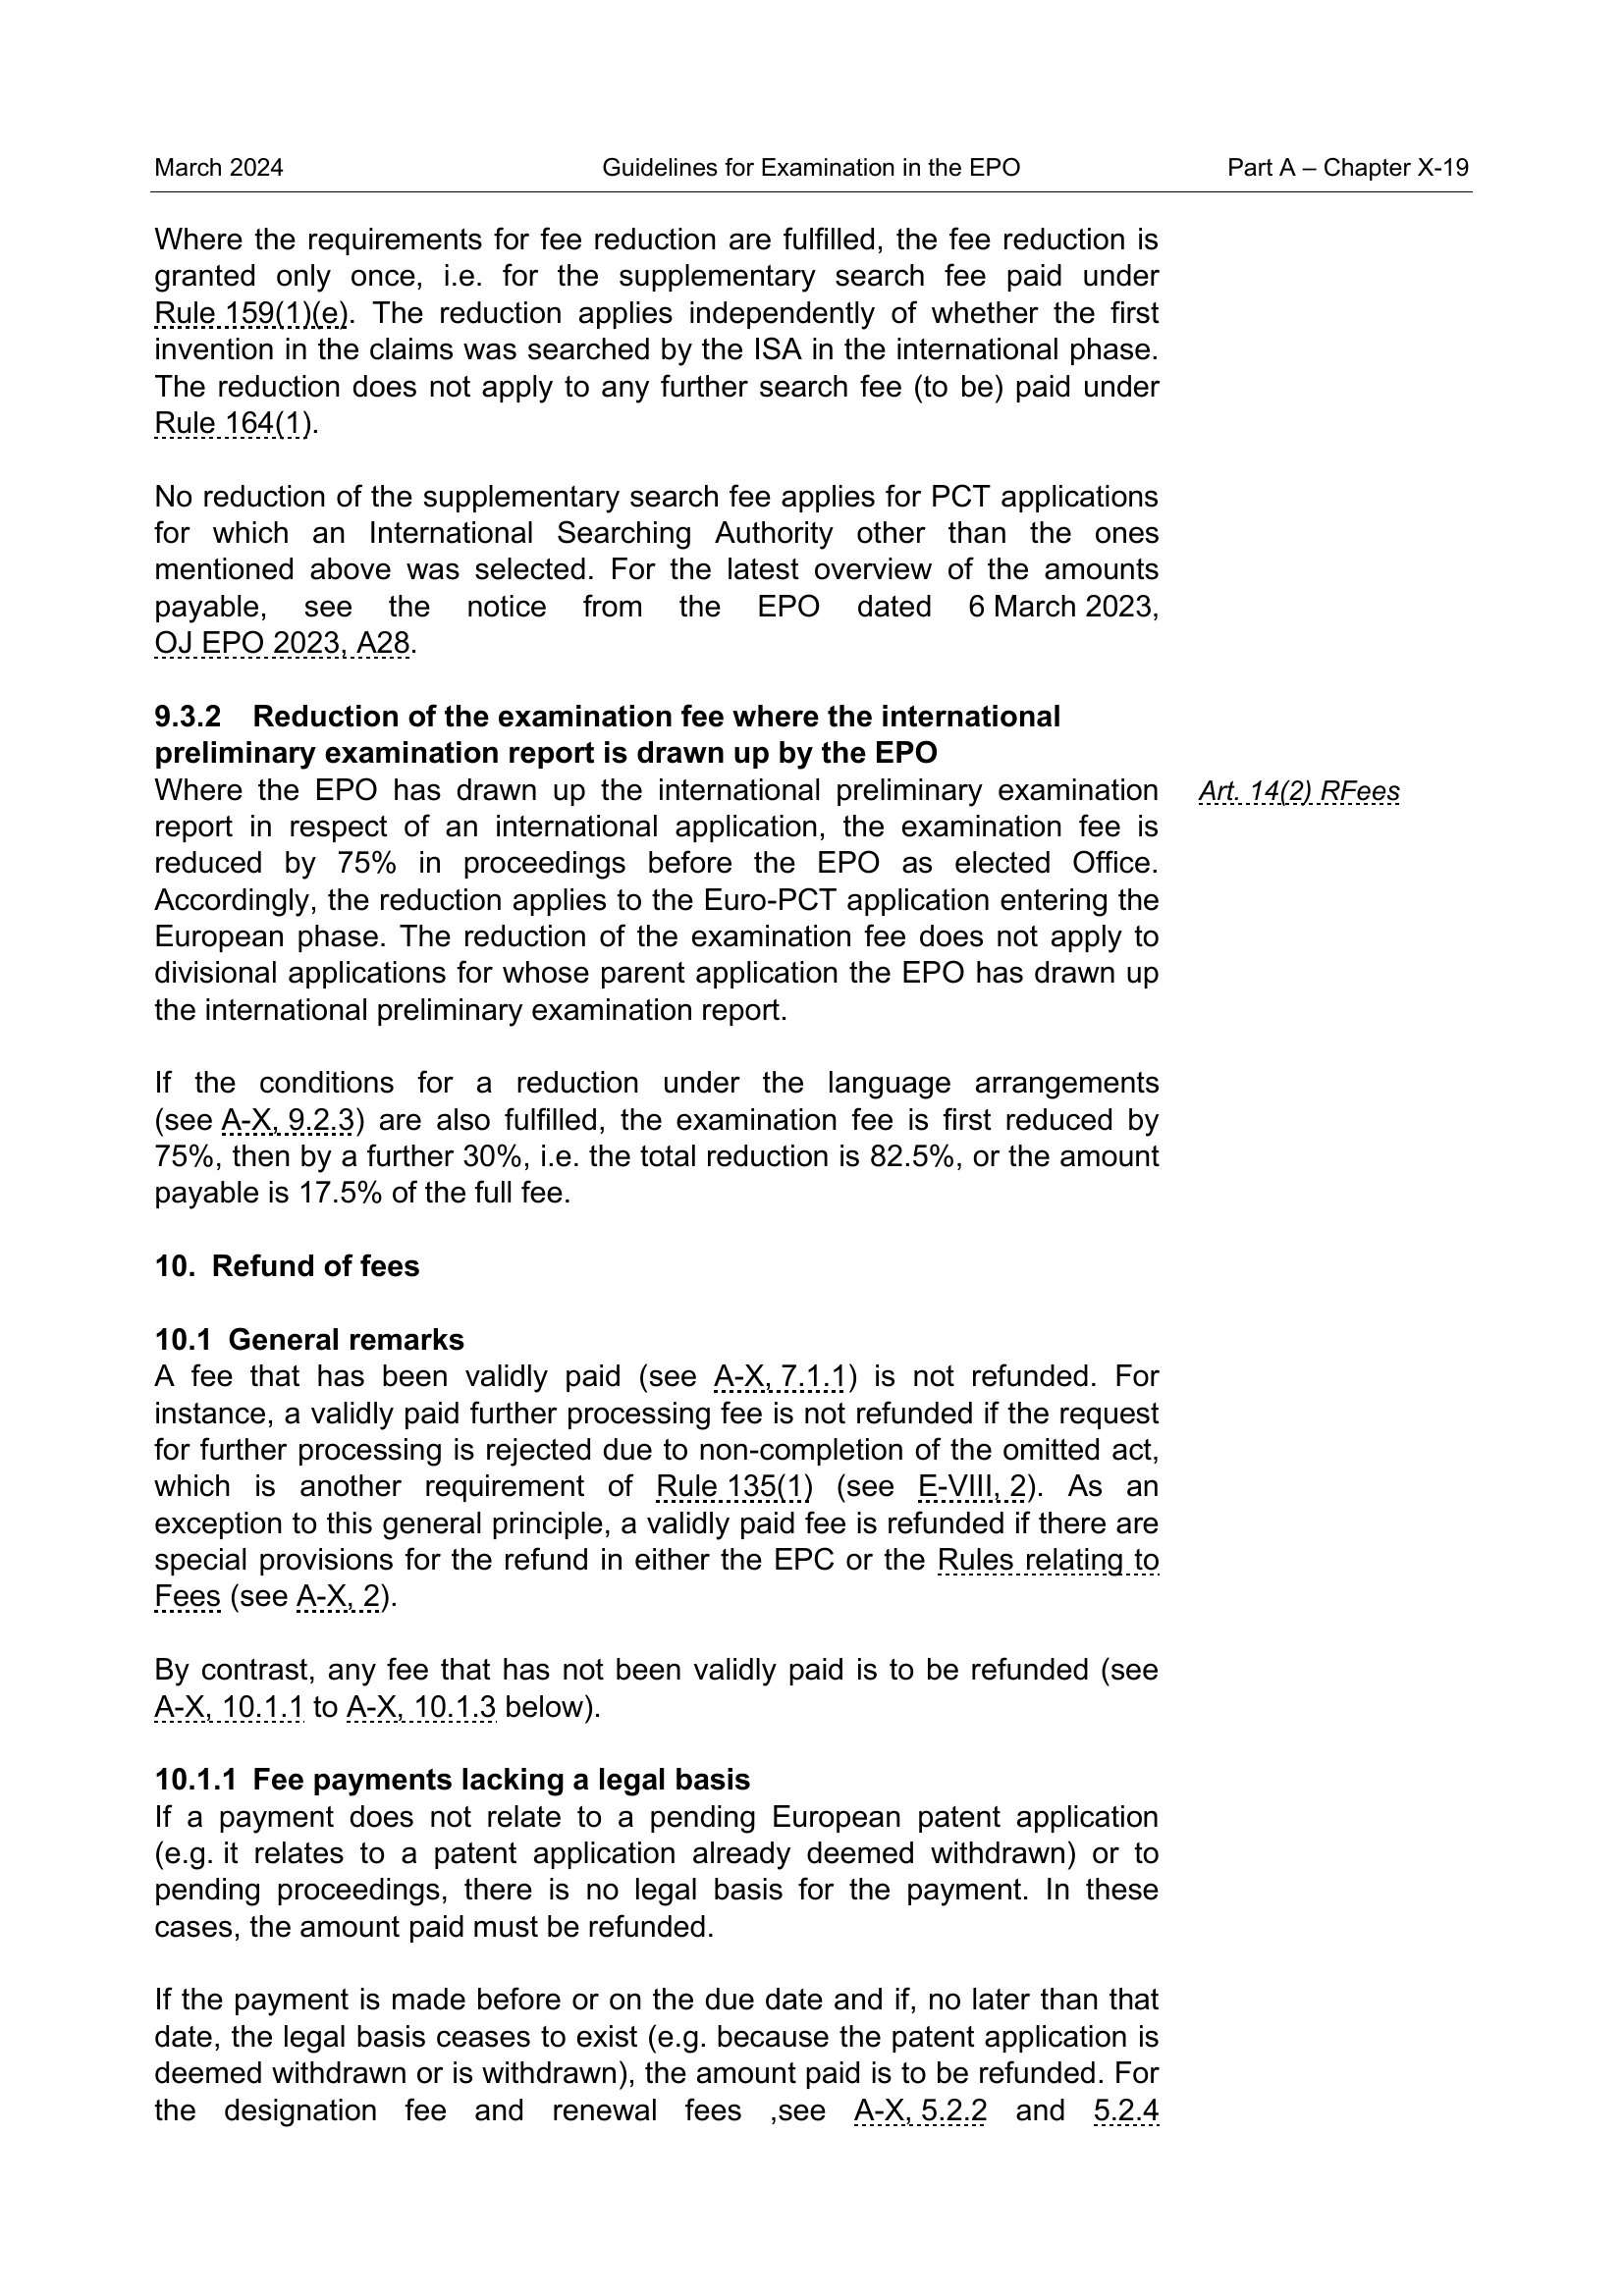 March 2024 Guidelines for Examination in the EPO Part A – Chapter X-19
Where the requirements for fee reduction are fulfilled, the fee reduction is
granted only once, i.e. for the supplementary search fee paid under
Rule 159(1)(e). The reduction applies independently of whether the first
invention in the claims was searched by the ISA in the international phase.
The reduction does not apply to any further search fee (to be) paid under
Rule 164(1).
No reduction of the supplementary search fee applies for PCT applications
for which an International Searching Authority other than the ones
mentioned above was selected. For the latest overview of the amounts
payable, see the notice from the EPO dated 6 March 2023,
OJ EPO 2023, A28.
9.3.2 Reduction of the examination fee where the international
preliminary examination report is drawn up by the EPO
Where the EPO has drawn up the international preliminary examination
Art. 14(2) RFees
report in respect of an international application, the examination fee is
reduced by 75% in proceedings before the EPO as elected Office.
Accordingly, the reduction applies to the Euro-PCT application entering the
European phase. The reduction of the examination fee does not apply to
divisional applications for whose parent application the EPO has drawn up
the international preliminary examination report.
If the conditions for a reduction under the language arrangements
(see A-X, 9.2.3) are also fulfilled, the examination fee is first reduced by
75%, then by a further 30%, i.e. the total reduction is 82.5%, or the amount
payable is 17.5% of the full fee.
10. Refund of fees
10.1 General remarks
A fee that has been validly paid (see A-X, 7.1.1) is not refunded. For
instance, a validly paid further processing fee is not refunded if the request
for further processing is rejected due to non-completion of the omitted act,
which is another requirement of Rule 135(1) (see E-VIII, 2). As an
exception to this general principle, a validly paid fee is refunded if there are
special provisions for the refund in either the EPC or the Rules relating to
Fees (see A-X, 2).
By contrast, any fee that has not been validly paid is to be refunded (see
A-X, 10.1.1 to A-X, 10.1.3 below).
10.1.1 Fee payments lacking a legal basis
If a payment does not relate to a pending European patent application
(e.g. it relates to a patent application already deemed withdrawn) or to
pending proceedings, there is no legal basis for the payment. In these
cases, the amount paid must be refunded.
If the payment is made before or on the due date and if, no later than that
date, the legal basis ceases to exist (e.g. because the patent application is
deemed withdrawn or is withdrawn), the amount paid is to be refunded. For
the designation fee and renewal fees ,see A-X, 5.2.2 and 5.2.4